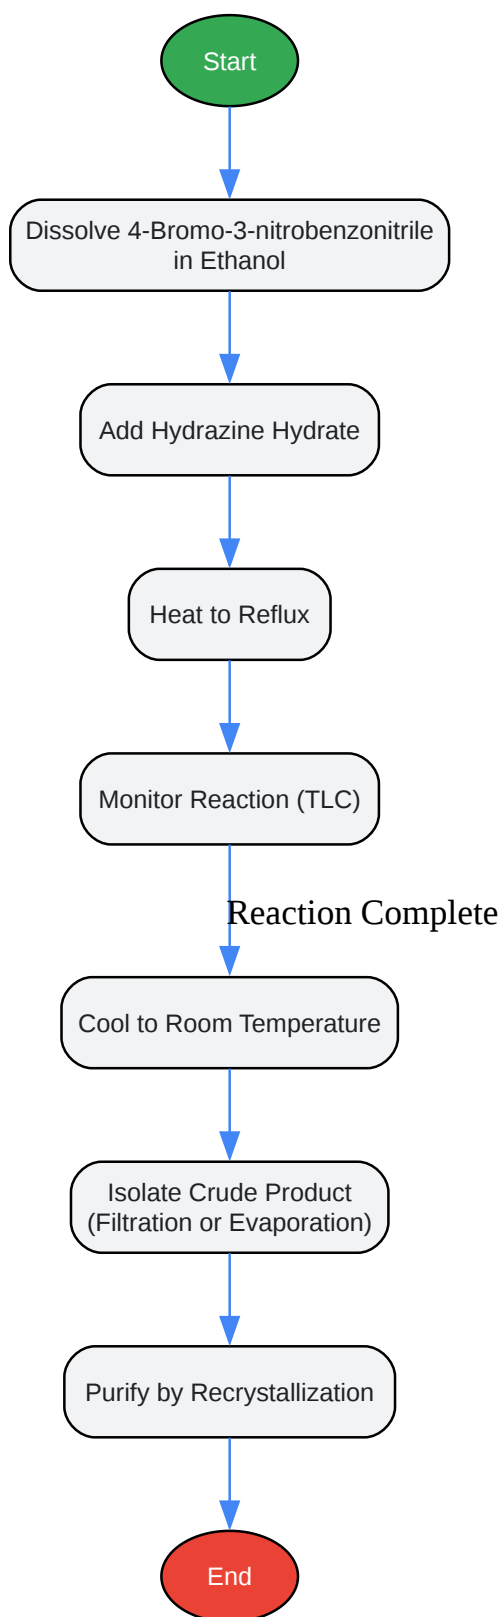 Start
Dissolve 4-Bromo-3-nitrobenzonitrile
in Ethanol
Add Hydrazine Hydrate
Heat to Reflux
Monitor Reaction (TLC)
Reaction Complete
Cool to Room Temperature
Isolate Crude Product
(Filtration or Evaporation)
Purify by Recrystallization
End